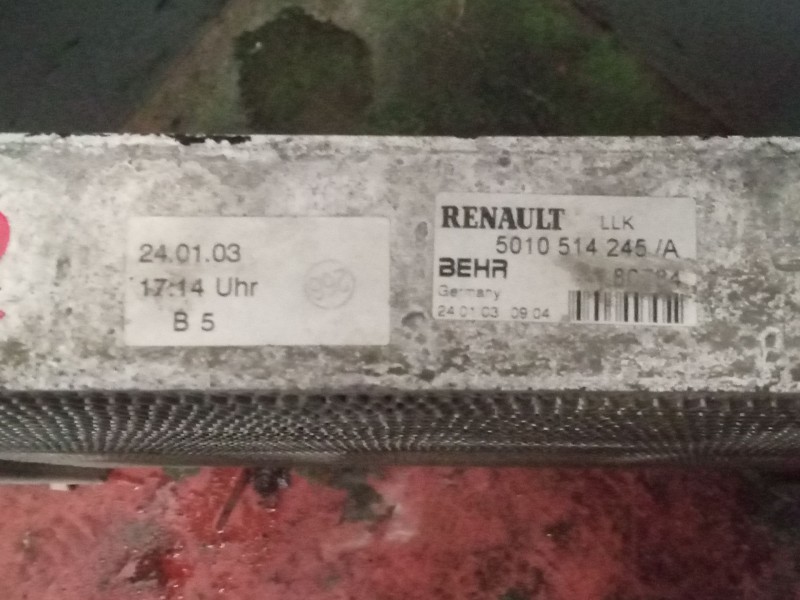 24.01.03
17:14 Uhr
B 5
RENAULT LLK
5010 514 245 /A
BEHR
Germany
24 01 03 09 04